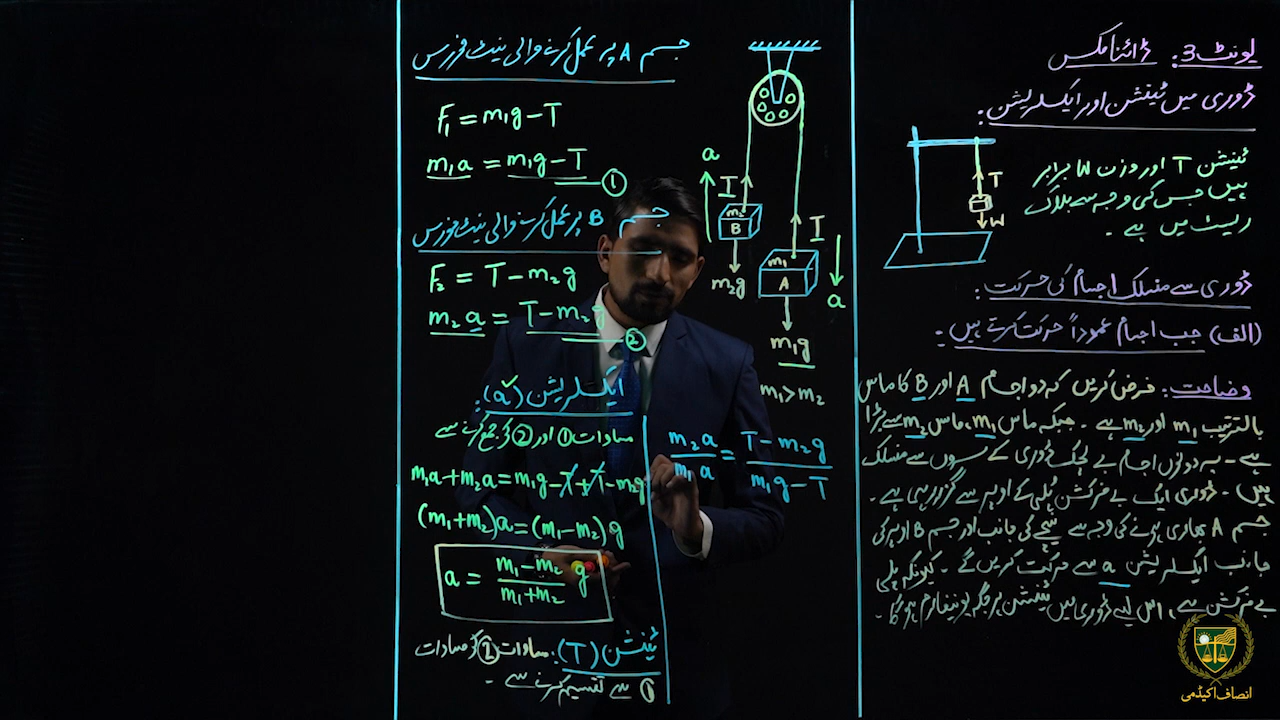 یونٹ 3: ڈائنامکس
ڈوری میں ٹینشن اور ایکسلریشن:
ٹینشن T اور وزن W برابر
ہیں جس کی وجہ سے بلاک
ریسٹ میں ہے۔
T
W
ڈوری سے منسلک اجسام کی حرکت:
(الف) جب اجسام عموداً حرکت کرتے ہیں:
وضاحت: فرض کریں کہ دو اجسام A اور B کا ماس
بالترتیب m₁ اور m₂ ہے۔ جبکہ ماس m₁، ماس m₂ سے بڑا
ہے۔ یہ دونوں اجسام بے لچک ڈوری کے سروں سے منسلک
ہیں۔ ڈوری ایک بے فرکشن پُلی کے اوپر سے گزر رہی ہے۔
جسم A بھاری ہونے کی وجہ سے نیچے کی جانب اور جسم B اوپر کی
جانب ایکسلریشن a سے حرکت کریں گے۔ کیونکہ پلی
بے فرکشن ہے، اس لیے ڈوری میں ٹینشن ہر جگہ یونیفارم ہو گا۔
a
T
m₂
B
m₂g
T
m₁
A
a
m₁g
m₁>m₂
جسم A پر عمل کرنے والی نیٹ فورس
F₁ = m₁g-T
m₁a = m₁g-T ①
جسم B پر عمل کرنے والی نیٹ فورس
F₂ = T-m₂g
m₂a = T-m₂g ②
ایکسلریشن (a):
مساوات ① اور ② کو جمع کرنے سے
m₁a+m₂a = m₁g-T+T-m₂g
(m₁+m₂)a = (m₁-m₂)g
a = m₁-m₂/m₁+m₂ g
ٹینشن (T): مساوات ② کو مساوات
① سے تقسیم کرنے سے۔
m₂a/m₁a = T-m₂g/m₁g-T
انصاف اکیڈمی